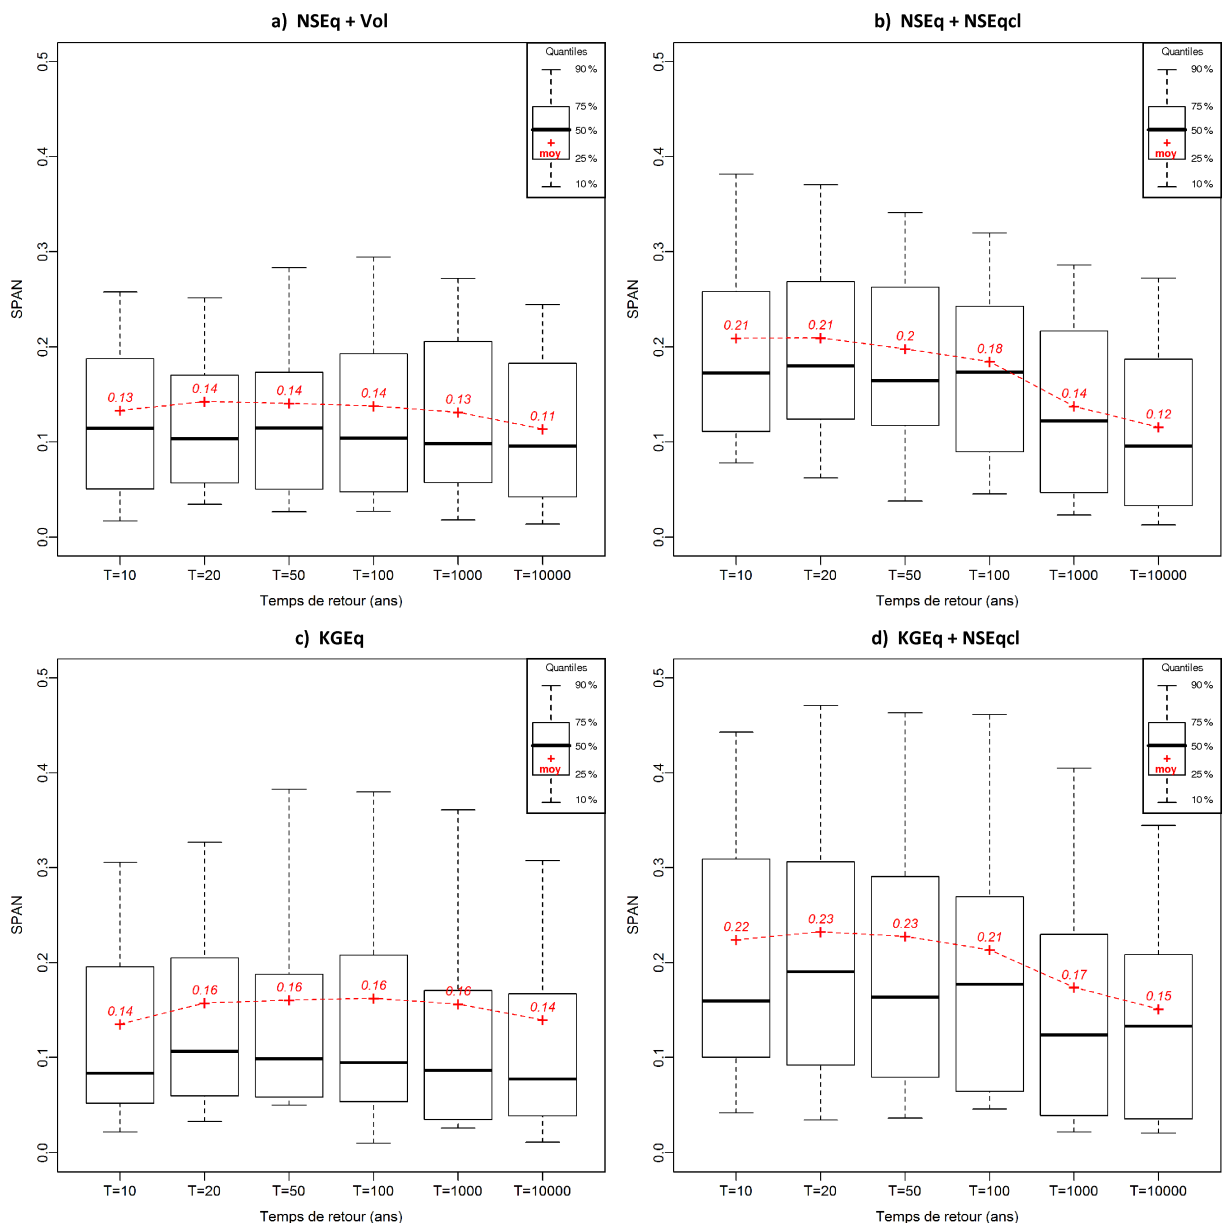 a) NSEq + Vol
Quantiles
90 %
75 %
50 %
+
moy
25 %
10 %
SPAN
0.5
0.4
0.3
0.2
0.1
0.0
0.13
0.14
0.14
0.14
0.13
0.11
T=10
T=20
T=50
T=100
T=1000
T=10000
Temps de retour (ans)
b) NSEq + NSEqcl
Quantiles
90 %
75 %
50 %
+
moy
25 %
10 %
SPAN
0.5
0.4
0.3
0.2
0.1
0.0
0.21
0.21
0.2
0.18
0.14
0.12
T=10
T=20
T=50
T=100
T=1000
T=10000
Temps de retour (ans)
c) KGEq
Quantiles
90 %
75 %
50 %
+
moy
25 %
10 %
SPAN
0.5
0.4
0.3
0.2
0.1
0.0
0.14
0.16
0.16
0.16
0.16
0.14
T=10
T=20
T=50
T=100
T=1000
T=10000
Temps de retour (ans)
d) KGEq + NSEqcl
Quantiles
90 %
75 %
50 %
+
moy
25 %
10 %
SPAN
0.5
0.4
0.3
0.2
0.1
0.0
0.22
0.23
0.23
0.21
0.17
0.15
T=10
T=20
T=50
T=100
T=1000
T=10000
Temps de retour (ans)